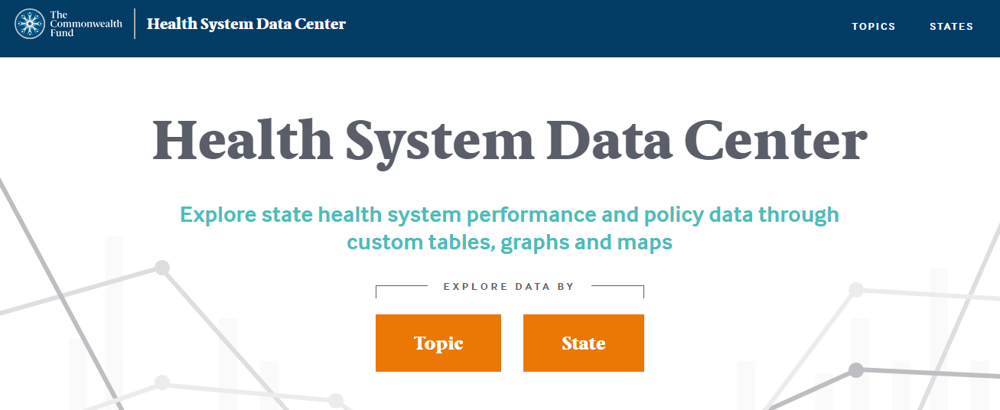 The
Commonwealth
Fund
Health System Data Center
TOPICS
STATES
Health System Data Center
Explore state health system performance and policy data through
custom tables, graphs and maps
EXPLORE DATA BY
Topic
State